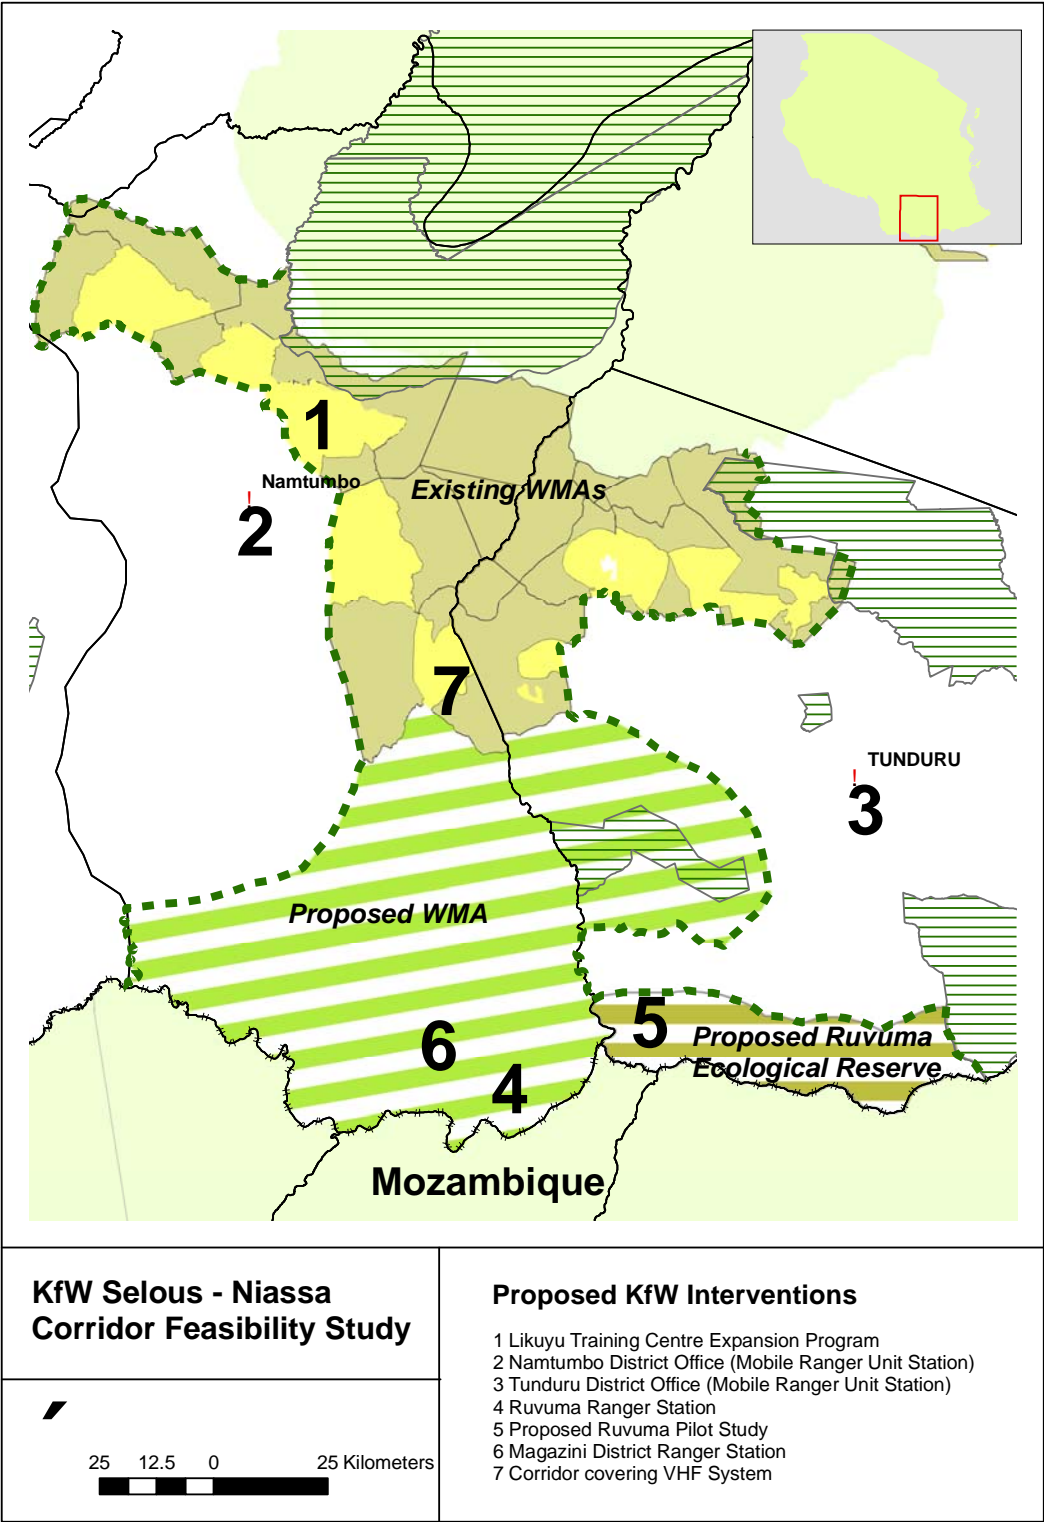 1
Namtumbo
2
Existing WMAs
7
TUNDURU
3
Proposed WMA
5
Proposed Ruvuma
Ecological Reserve
6
4
Mozambique
KfW Selous - Niassa
Corridor Feasibility Study
25 12.5 0 25 Kilometers
Proposed KfW Interventions
1 Likuyu Training Centre Expansion Program
2 Namtumbo District Office (Mobile Ranger Unit Station)
3 Tunduru District Office (Mobile Ranger Unit Station)
4 Ruvuma Ranger Station
5 Proposed Ruvuma Pilot Study
6 Magazini District Ranger Station
7 Corridor covering VHF System